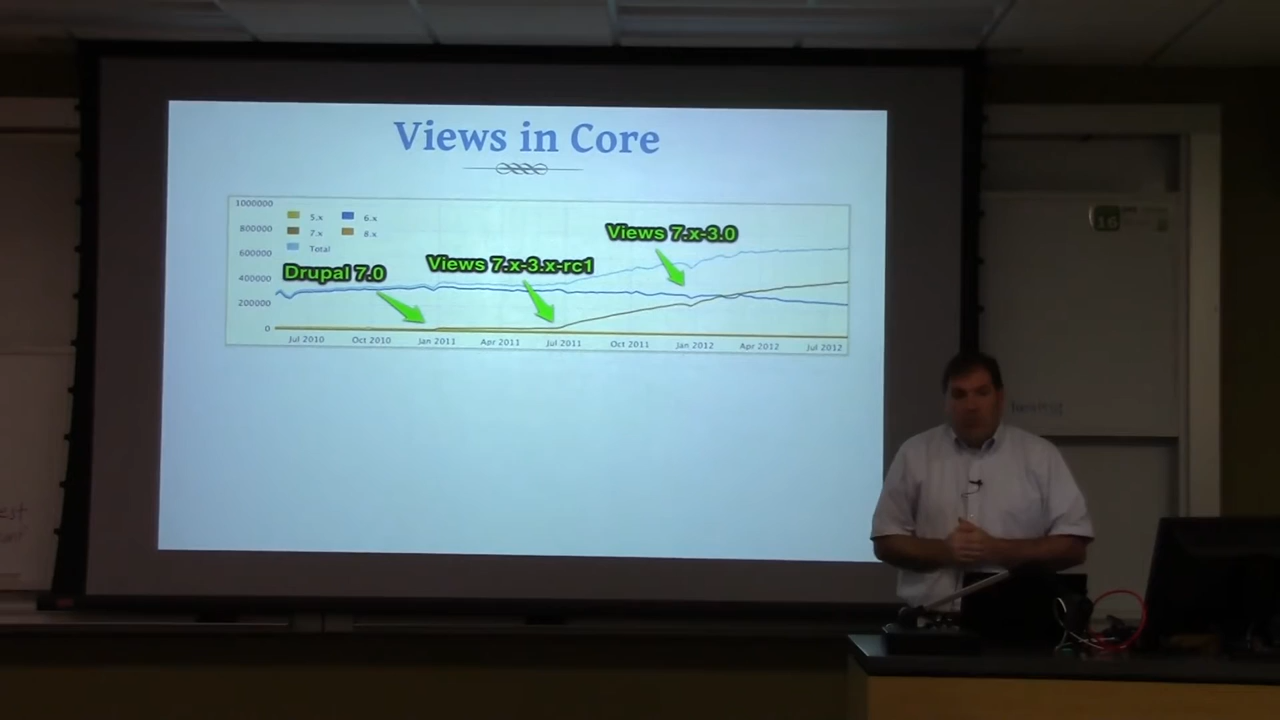 Views in Core
1000000
800000
600000
400000
200000
0
5.x
6.x
7.x
8.x
Total
Drupal 7.0
Views 7.x-3.x-rc1
Views 7.x-3.0
Jul 2010
Oct 2010
Jan 2011
Apr 2011
Jul 2011
Oct 2011
Jan 2012
Apr 2012
Jul 2012
16